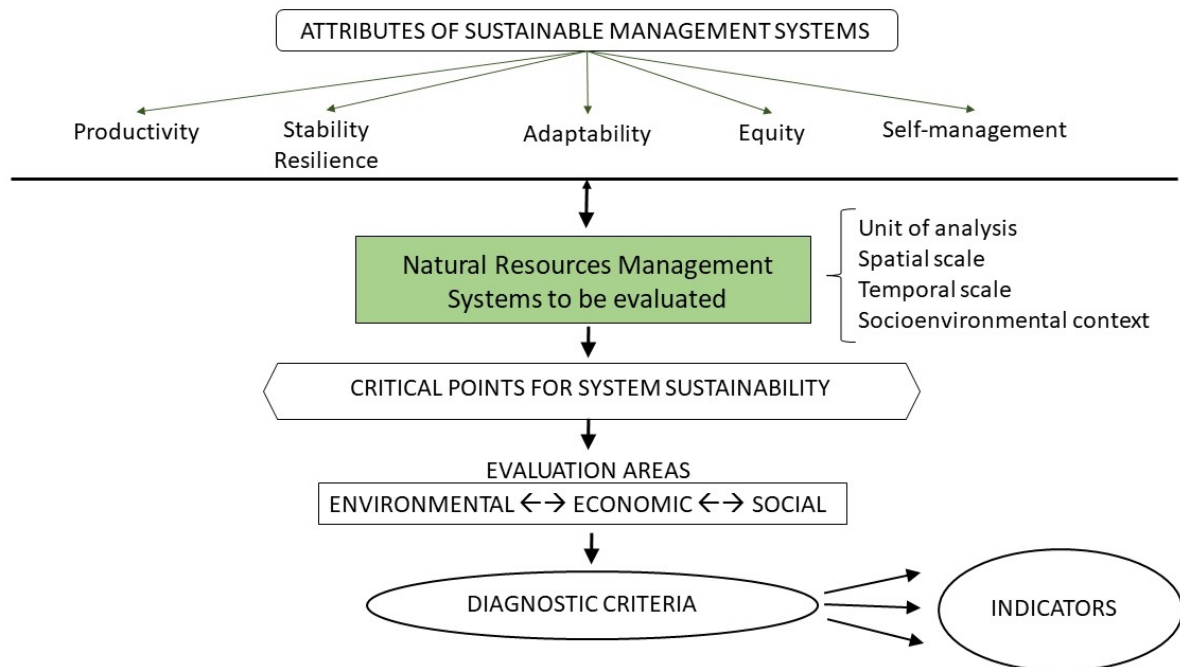 ATTRIBUTES OF SUSTAINABLE MANAGEMENT SYSTEMS
Productivity
Stability
Resilience
Adaptability
Equity
Self-management
Natural Resources Management
Systems to be evaluated
Unit of analysis
Spatial scale
Temporal scale
Socioenvironmental context
CRITICAL POINTS FOR SYSTEM SUSTAINABILITY
EVALUATION AREAS
ENVIRONMENTAL ←→ ECONOMIC ←→ SOCIAL
DIAGNOSTIC CRITERIA
INDICATORS